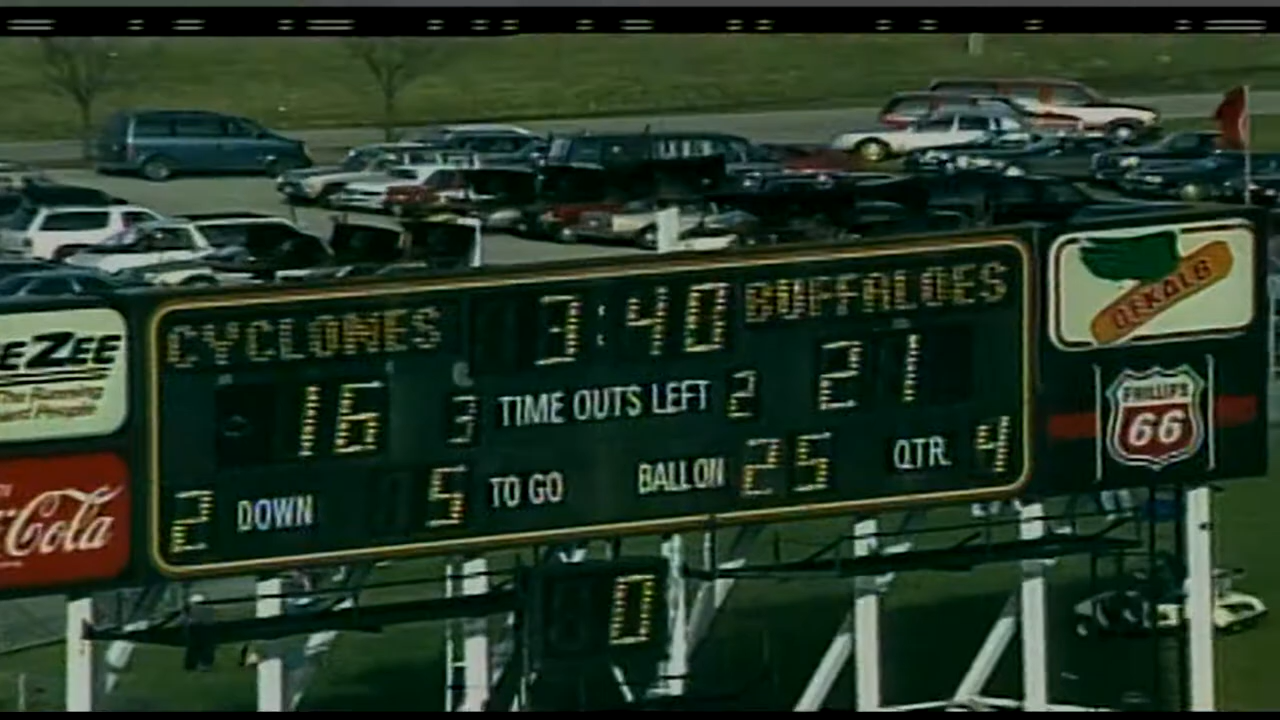 CYCLONES 3:40 BUFFALOES
16 3 TIME OUTS LEFT 2 21
2 DOWN 5 TO GO BALL ON 25 QTR. 4
0
EZEE
Cola
DEKALB
PHILLIPS
66